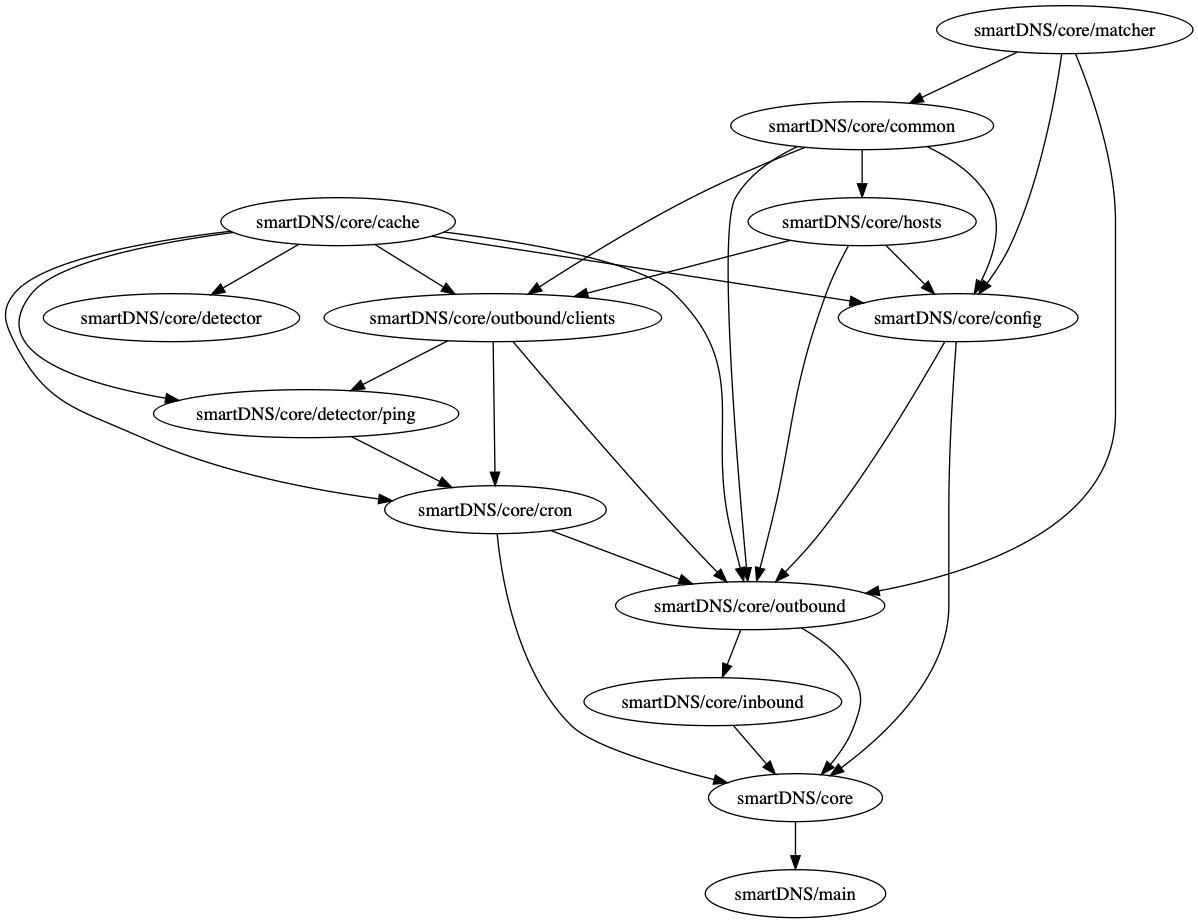 smartDNS/core/matcher
smartDNS/core/common
smartDNS/core/cache
smartDNS/core/hosts
smartDNS/core/detector
smartDNS/core/outbound/clients
smartDNS/core/config
smartDNS/core/detector/ping
smartDNS/core/cron
smartDNS/core/outbound
smartDNS/core/inbound
smartDNS/core
smartDNS/main